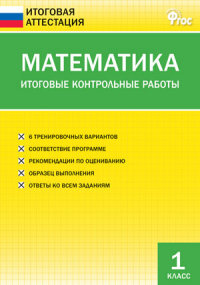 ИТОГОВАЯ
АТТЕСТАЦИЯ
ФГОС
МАТЕМАТИКА
ИТОГОВЫЕ КОНТРОЛЬНЫЕ РАБОТЫ
6 ТРЕНИРОВОЧНЫХ ВАРИАНТОВ
СООТВЕТСТВИЕ ПРОГРАММЕ
РЕКОМЕНДАЦИИ ПО ОЦЕНИВАНИЮ
ОБРАЗЕЦ ВЫПОЛНЕНИЯ
ОТВЕТЫ КО ВСЕМ ЗАДАНИЯМ
1
КЛАСС